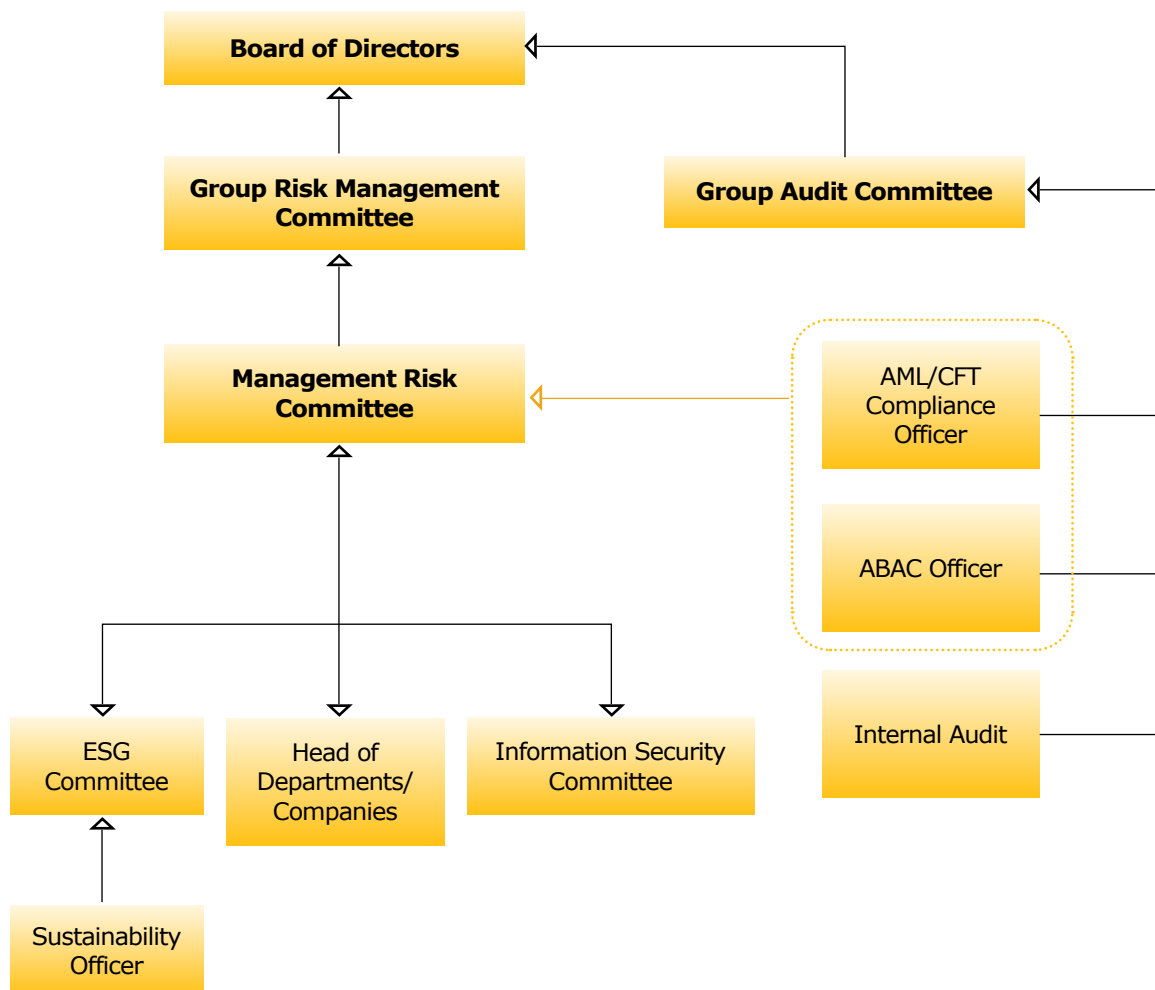 Board of Directors
Group Risk Management
Committee
Group Audit Committee
Management Risk
Committee
AML/CFT
Compliance
Officer
ABAC Officer
Internal Audit
ESG
Committee
Head of
Departments/
Companies
Information Security
Committee
Sustainability
Officer